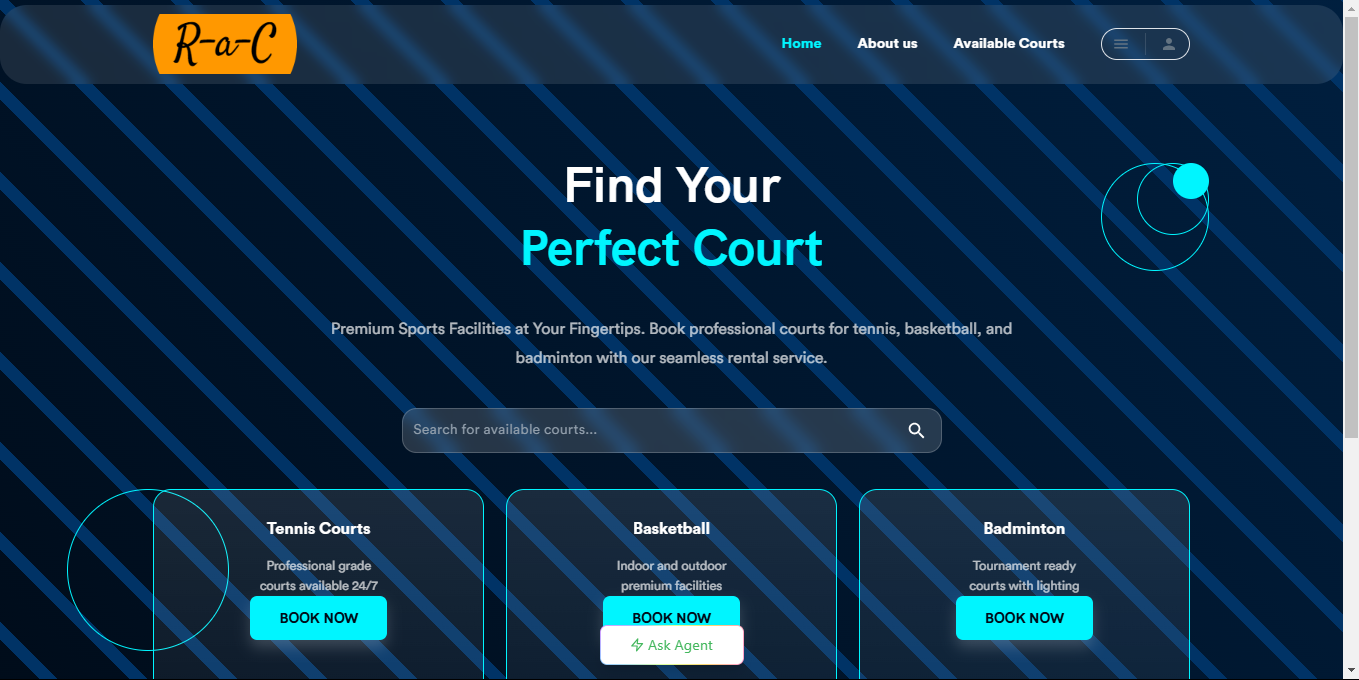 R-a-C
Home
About us
Available Courts
Find Your
Perfect Court
Premium Sports Facilities at Your Fingertips. Book professional courts for tennis, basketball, and
badminton with our seamless rental service.
Search for available courts...
Tennis Courts
Professional grade
courts available 24/7
BOOK NOW
Basketball
Indoor and outdoor
premium facilities
BOOK NOW
Ask Agent
Badminton
Tournament ready
courts with lighting
BOOK NOW